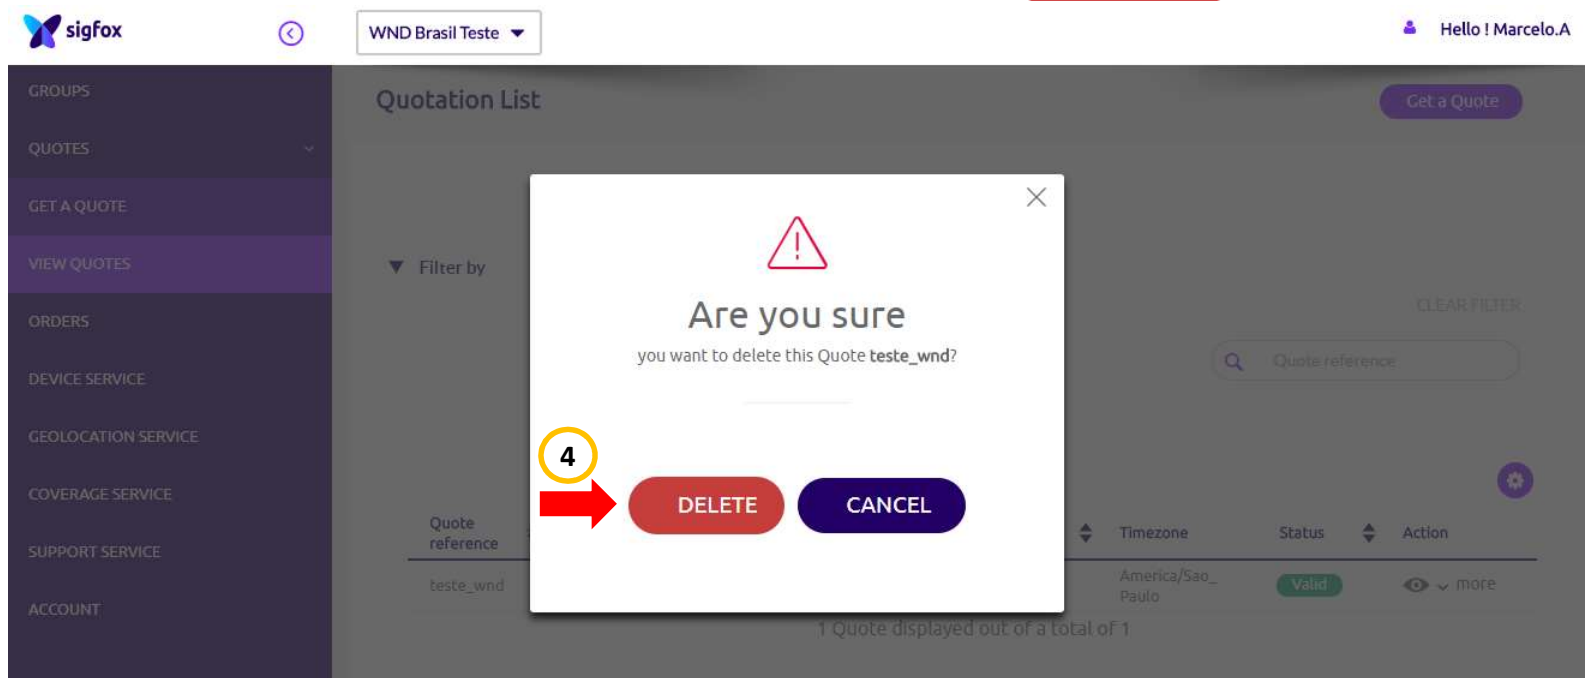 sigfox
WND Brasil Teste
Hello ! Marcelo.A
GROUPS
QUOTES
GET A QUOTE
VIEW QUOTES
ORDERS
DEVICE SERVICE
GEOLOCATION SERVICE
COVERAGE SERVICE
SUPPORT SERVICE
ACCOUNT
Quotation List
Get a Quote
Filter by
CLEAR FILTER
Quote reference
Are you sure
you want to delete this Quote teste_wnd?
4
DELETE
CANCEL
Quote
reference
Timezone
Status
Action
teste_wnd
America/Sao_
Paulo
Valid
more
1 Quote displayed out of a total of 1